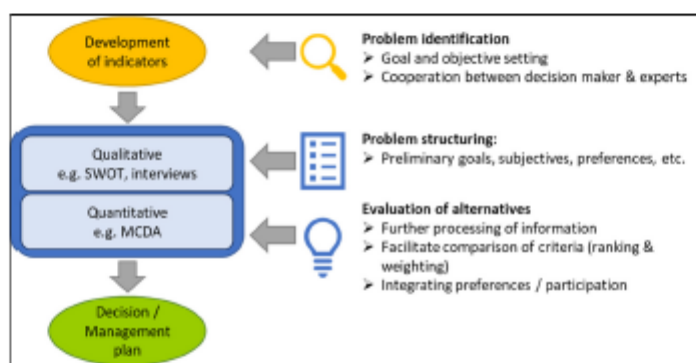 Development
of indicators
Problem identification
➤ Goal and objective setting
➤ Cooperation between decision maker & experts
Qualitative
e.g. SWOT, interviews
Problem structuring:
➤ Preliminary goals, subjectives, preferences, etc.
Quantitative
e.g. MCDA
Evaluation of alternatives
➤ Further processing of information
➤ Facilitate comparison of criteria (ranking &
weighting)
➤ Integrating preferences / participation
Decision /
Management
plan